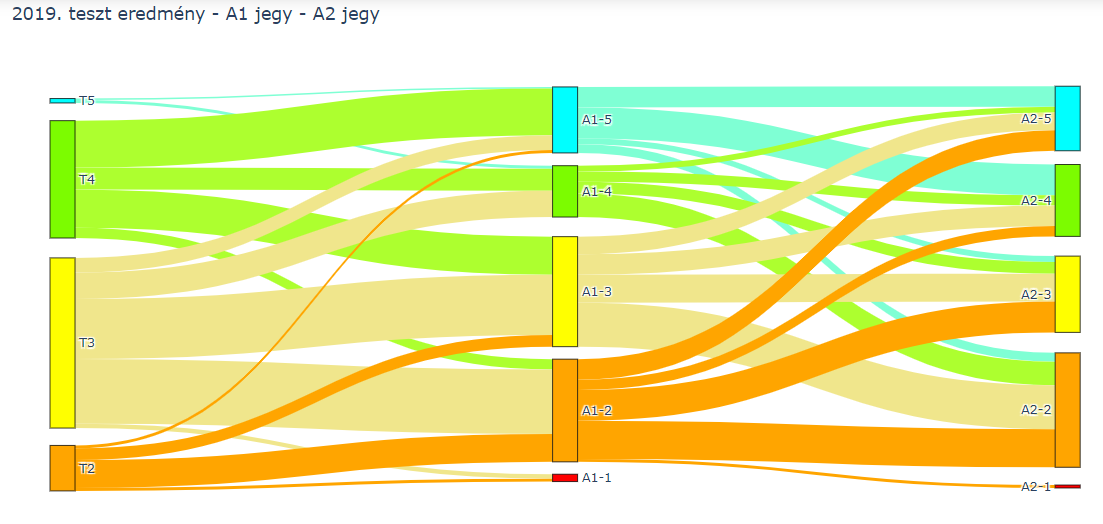 2019. teszt eredmény - A1 jegy - A2 jegy
T5
T4
T3
T2
A1-5
A1-4
A1-3
A1-2
A1-1
A2-5
A2-4
A2-3
A2-2
A2-1